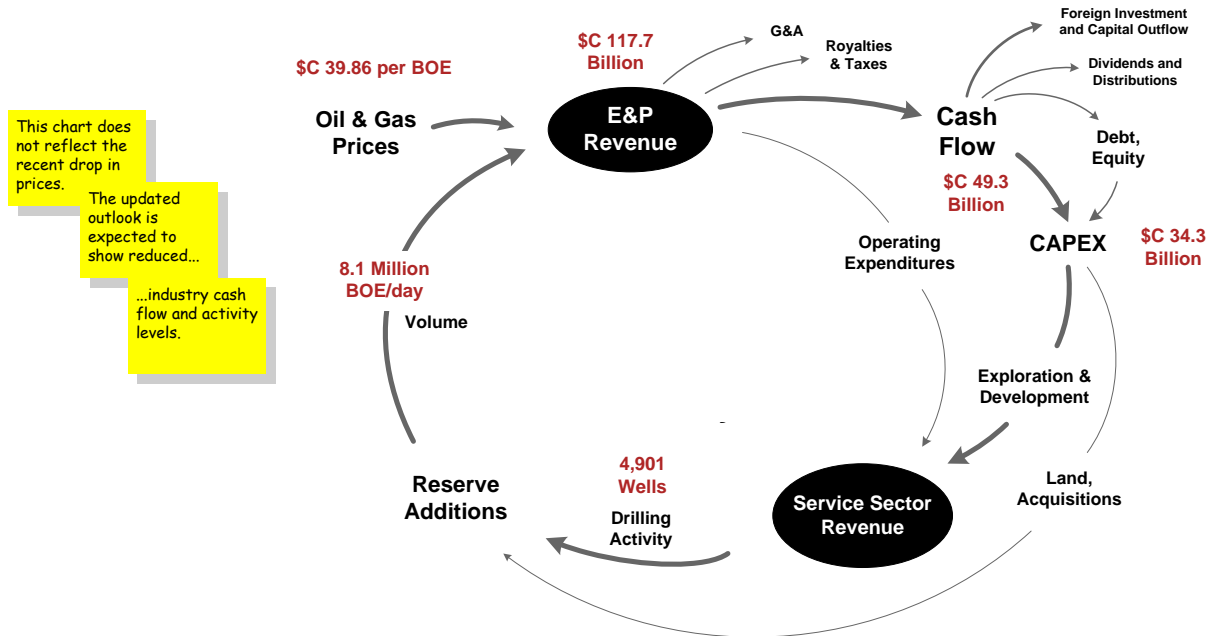 Foreign Investment
and Capital Outflow
G&A
$C 117.7
Billion
Royalties
& Taxes
$C 39.86 per BOE
Dividends and
Distributions
E&P
Revenue
Cash
Flow
Oil & Gas
Prices
This chart does
not reflect the
recent drop in
prices.
Debt,
Equity
The updated
outlook is
expected to
show reduced...
$C 49.3
Billion
CAPEX
$C 34.3
Billion
Operating
Expenditures
8.1 Million
BOE/day
...industry cash
flow and activity
levels.
Volume
Exploration &
Development
4,901
Wells
Reserve
Additions
Land,
Acquisitions
Service Sector
Revenue
Drilling
Activity